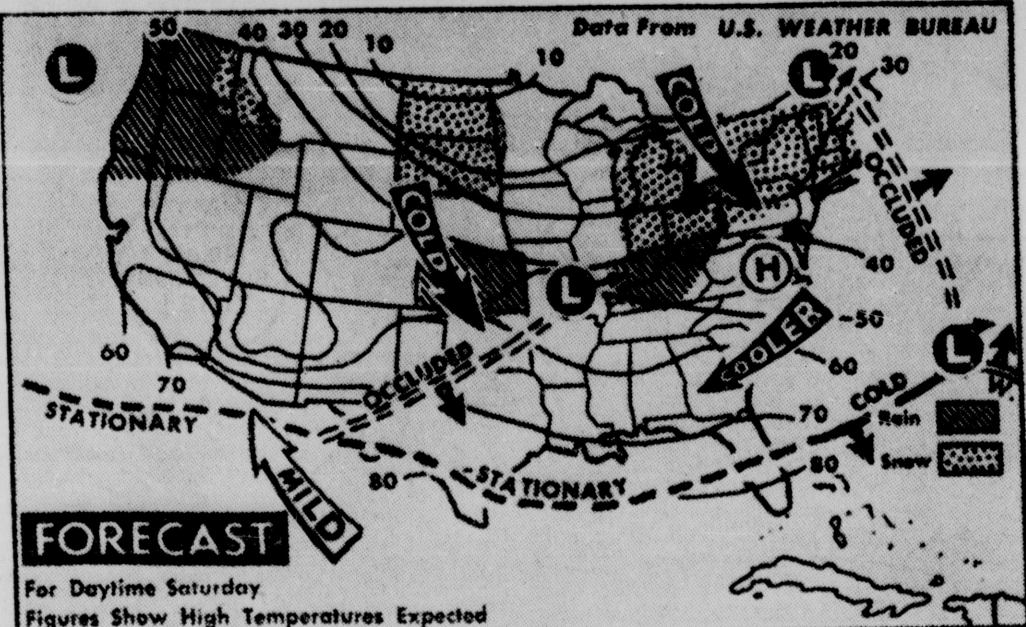 Data From U.S. WEATHER BUREAU
50
40
30
20
10
10
L
L
20
30
COLD
OCCLUDED
COLD
L
H
40
-50
COOLER
60
L
W
60
70
OCCLUDED
COLD
STATIONARY
70
Rain
80
STATIONARY
80
Snow
MILD
FORECAST
For Daytime Saturday
Figures Show High Temperatures Expected